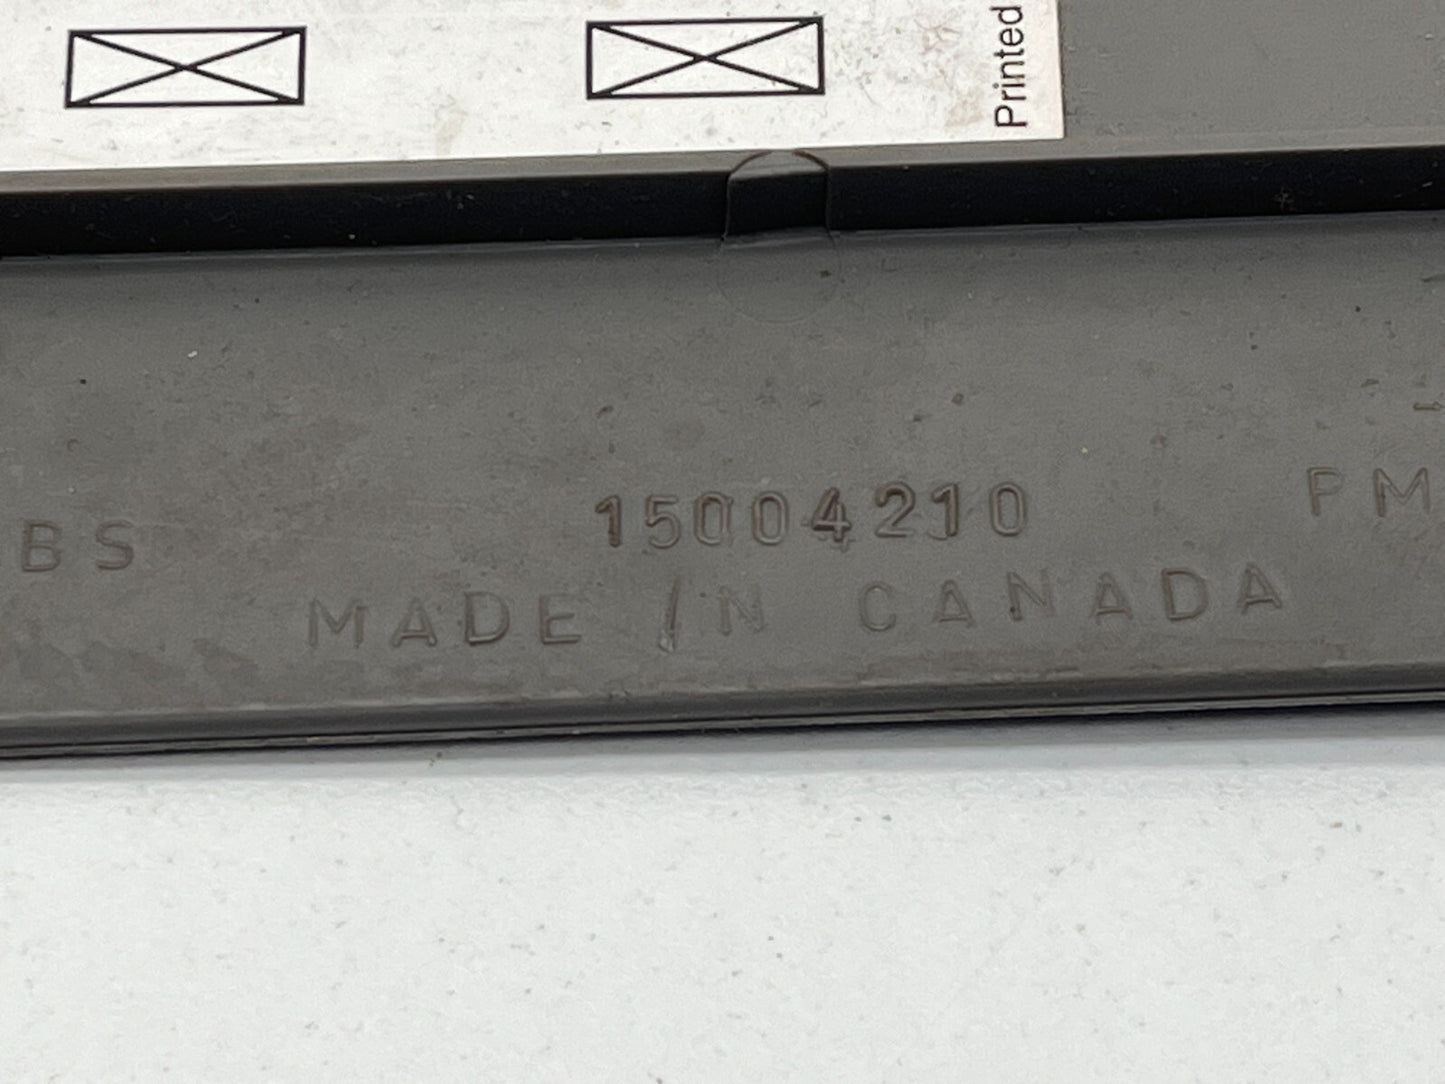 Printed
BS 15004210 PM
MADE IN CANADA